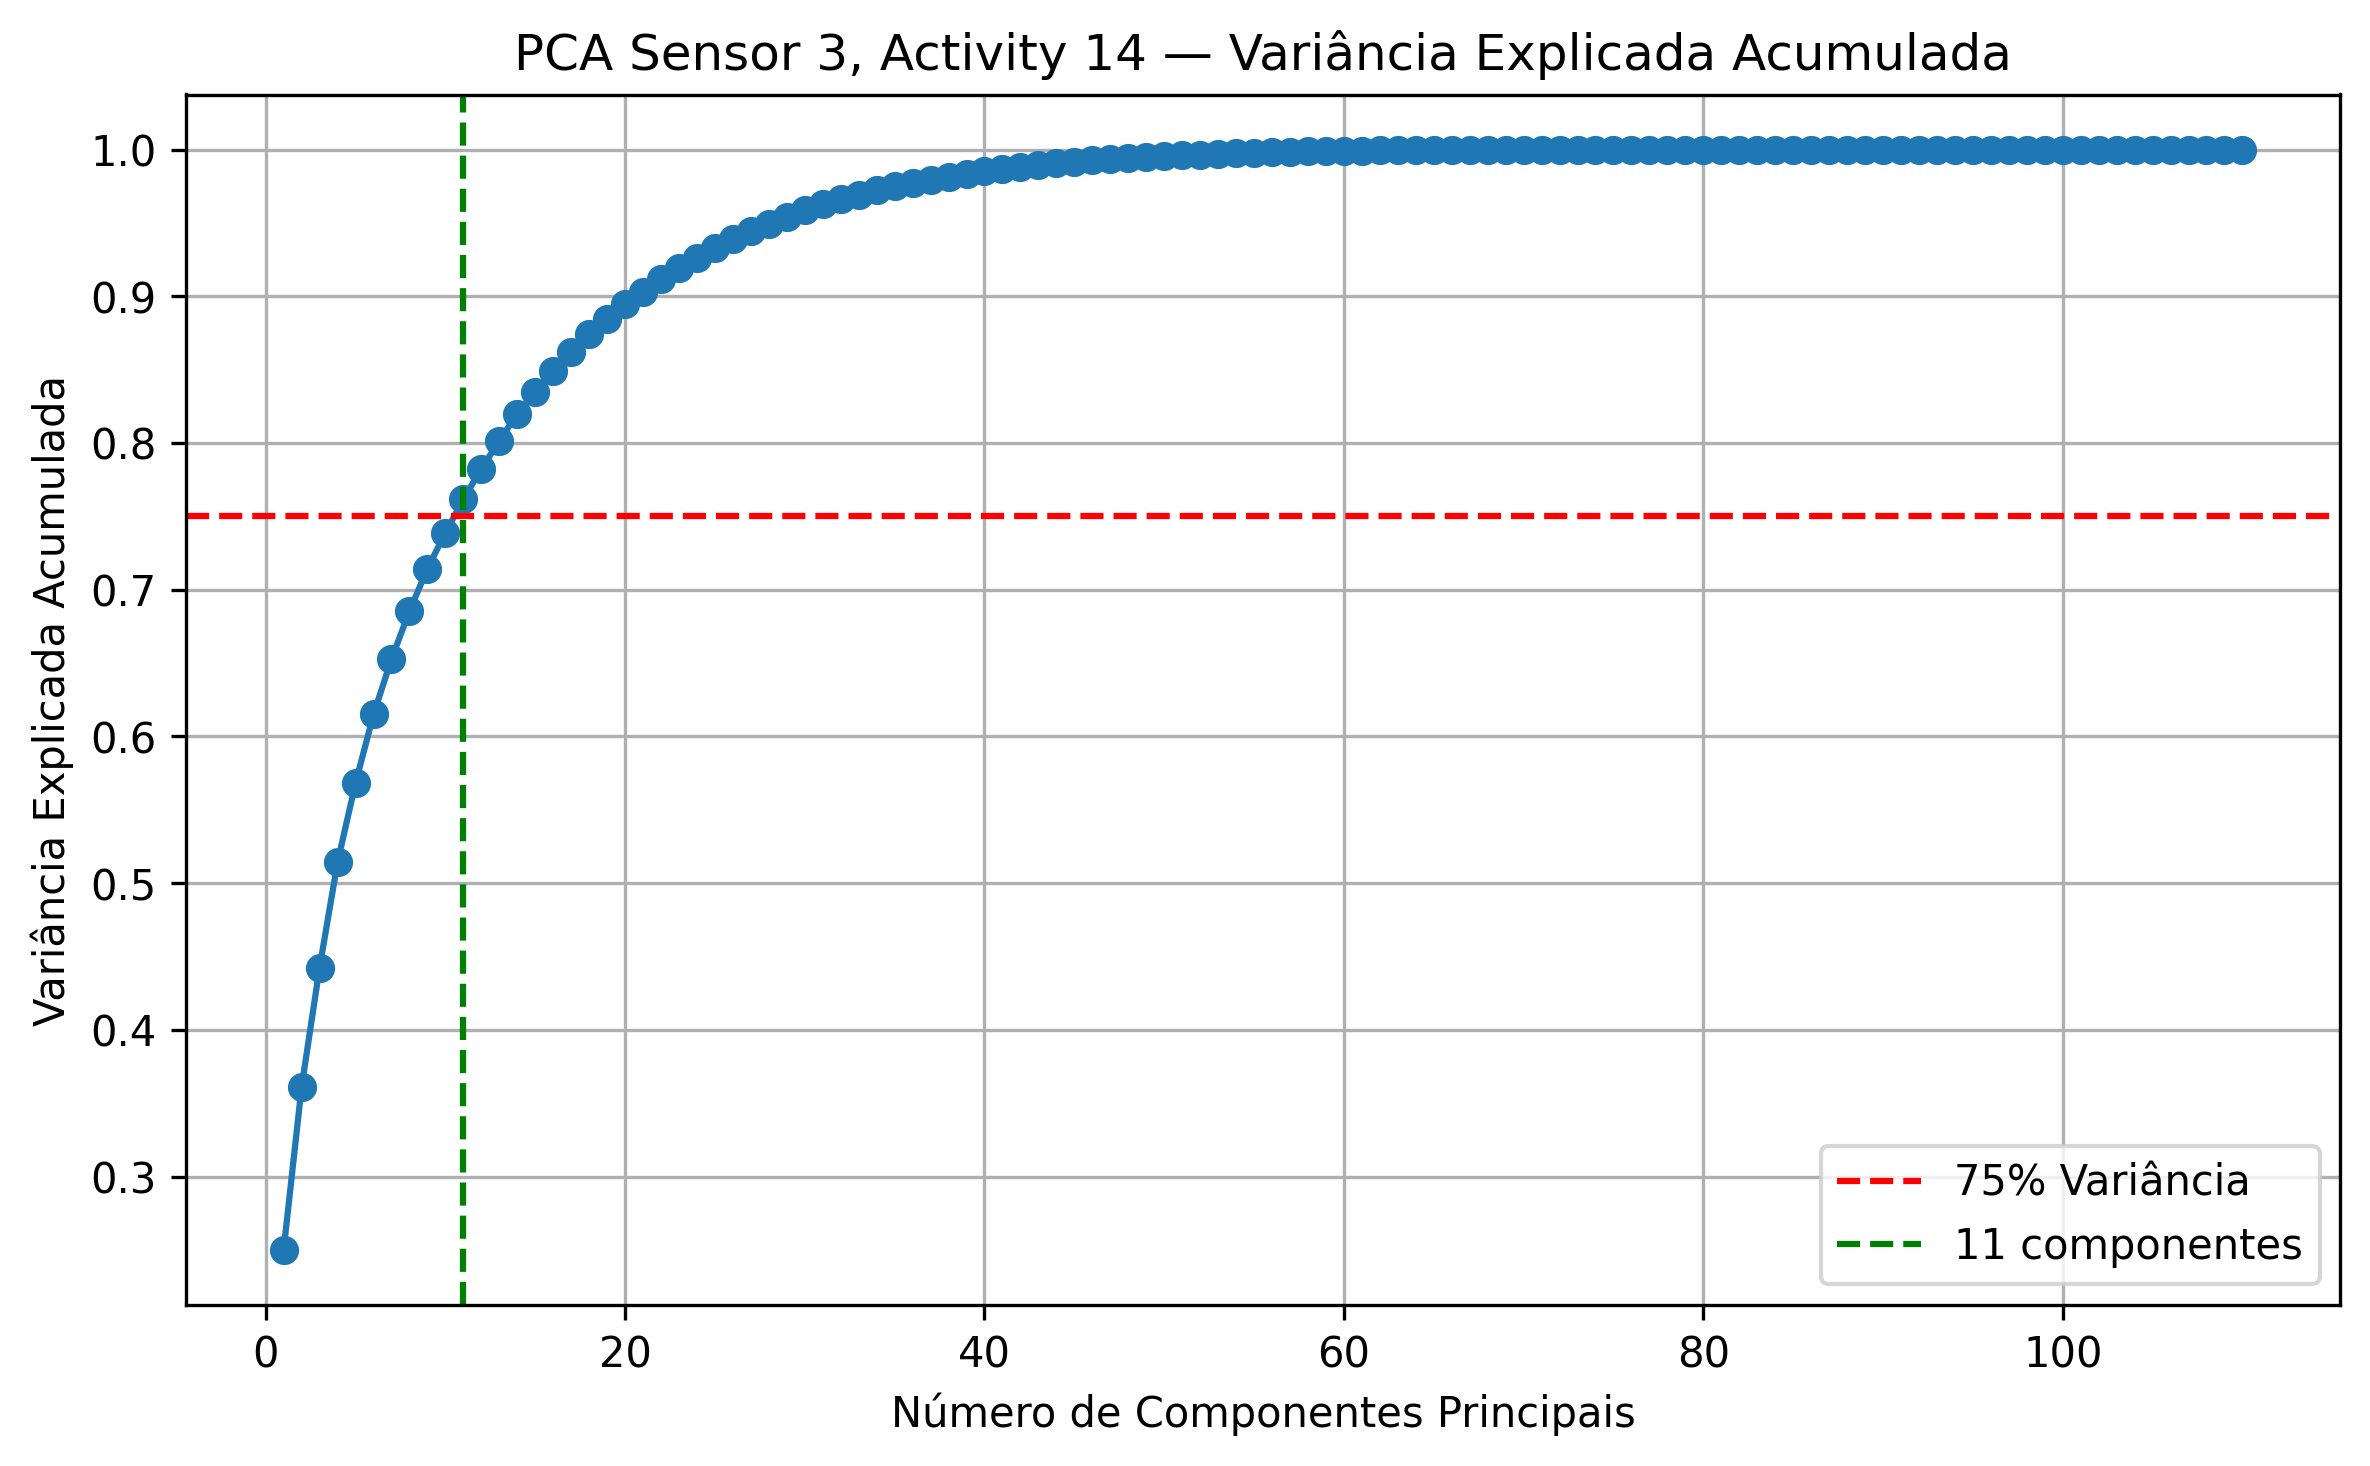 PCA Sensor 3, Activity 14 — Variância Explicada Acumulada
Variância Explicada Acumulada
1.0
0.9
0.8
0.7
0.6
0.5
0.4
0.3
75% Variância
11 componentes
0 20 40 60 80 100
Número de Componentes Principais